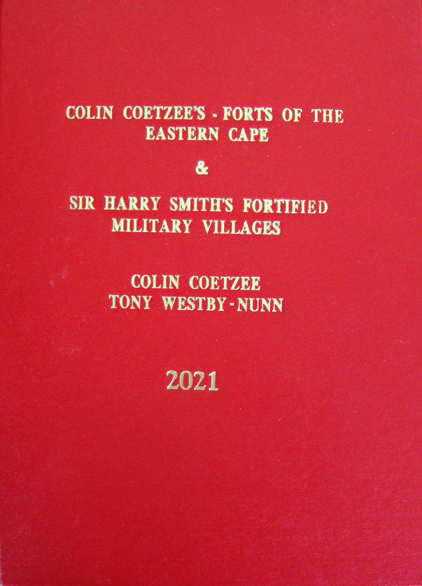 COLIN COETZEE'S - FORTS OF THE
EASTERN CAPE
&
SIR HARRY SMITH'S FORTIFIED
MILITARY VILLAGES
COLIN COETZEE
TONY WESTBY-NUNN
2021